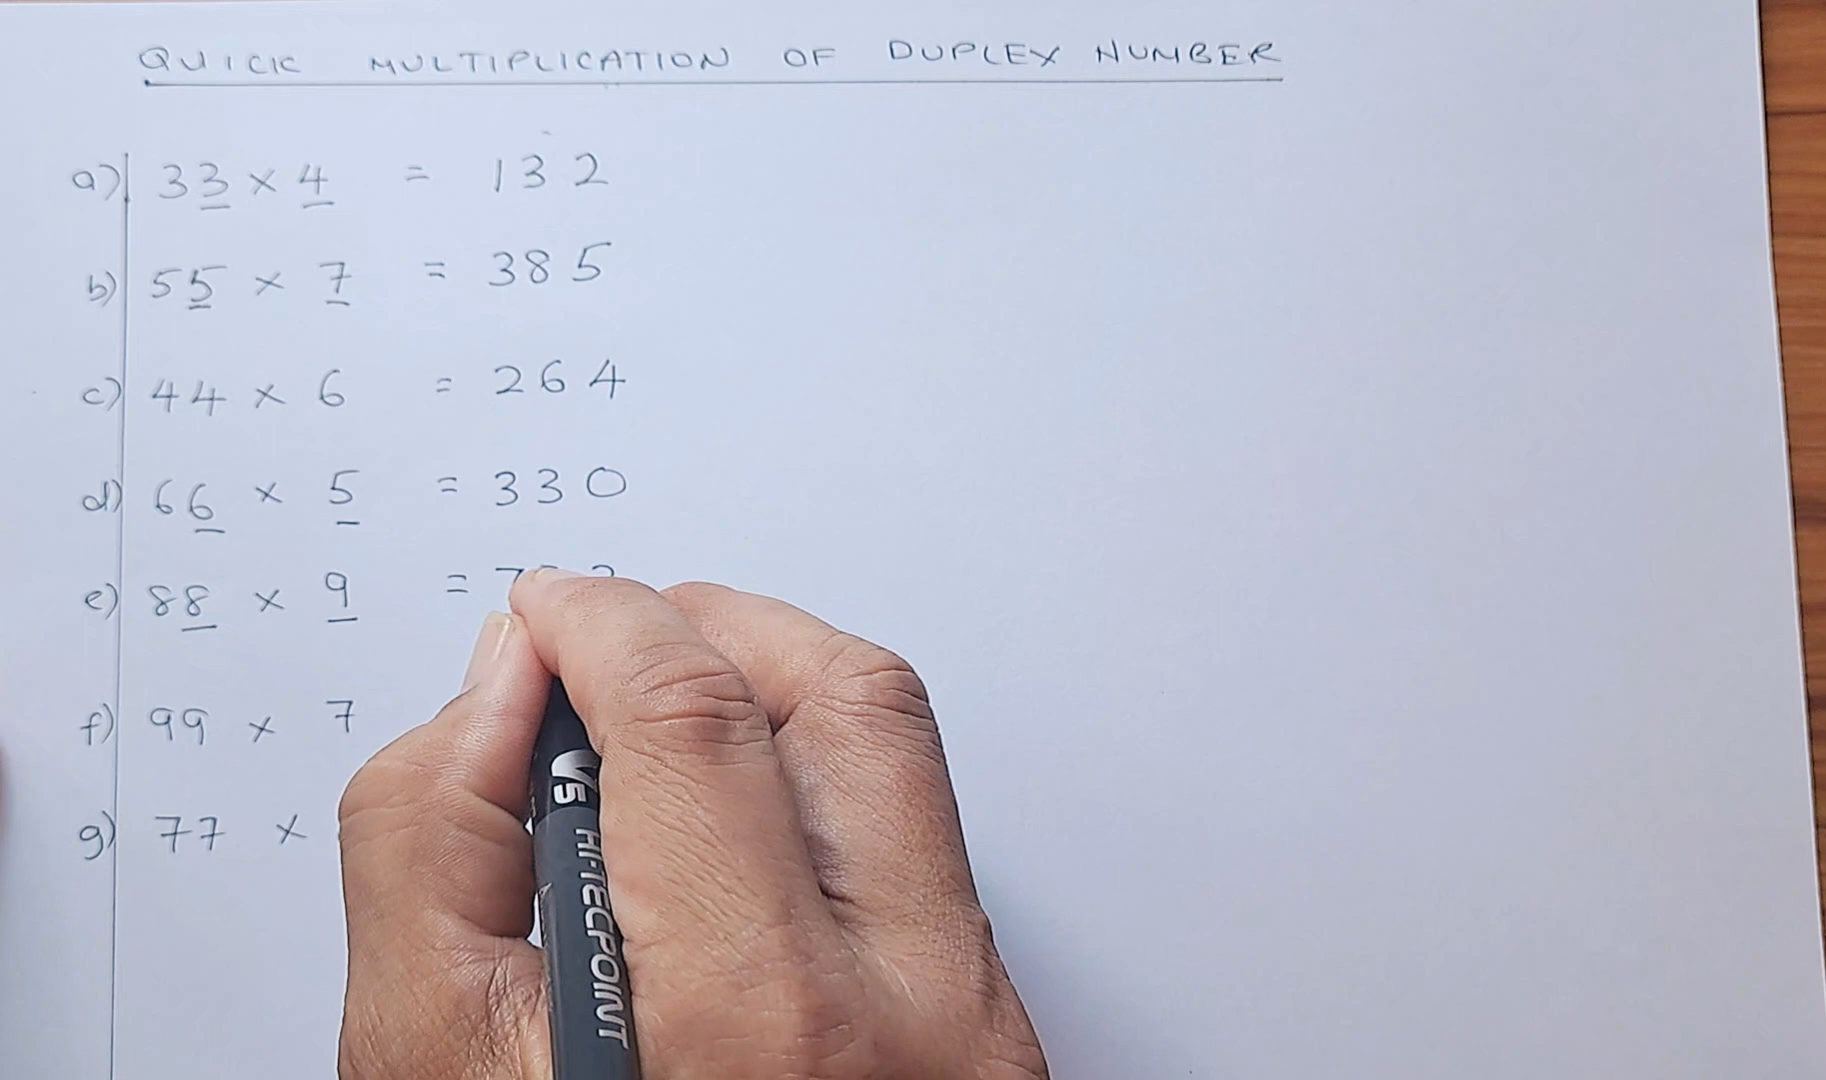 QUICK MULTIPLICATION OF DUPLEX NUMBER
a) 33 × 4 = 132
b) 55 × 7 = 385
c) 44 × 6 = 264
d) 66 × 5 = 330
e) 88 × 9 =
f) 99 × 7
g) 77 ×
V5 HI-TECPOINT